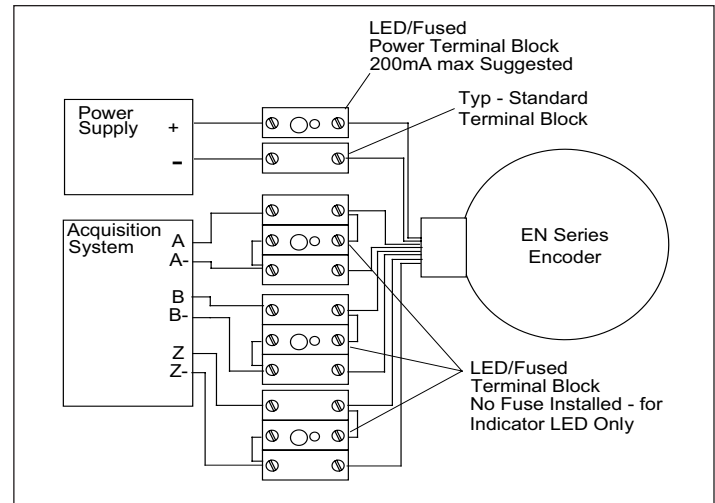 LED/Fused
Power Terminal Block
200mA max Suggested
Typ - Standard
Terminal Block
Power
Supply
+
-
Acquisition
System
A
A-
B
B-
Z
Z-
EN Series
Encoder
LED/Fused
Terminal Block
No Fuse Installed - for
Indicator LED Only